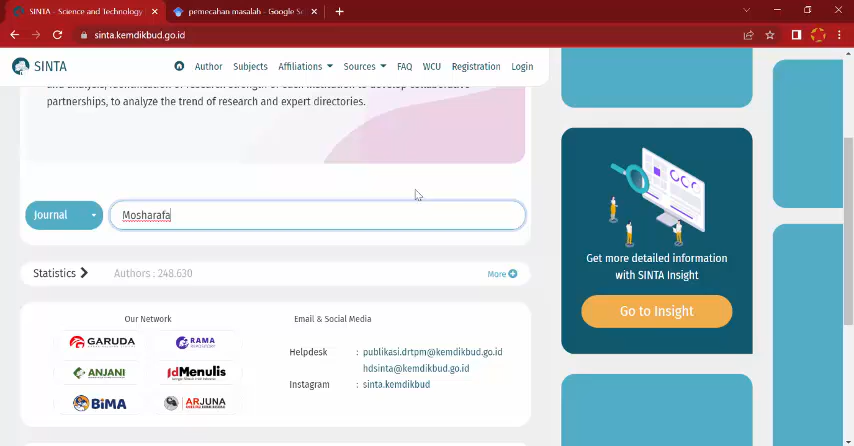 SINTA - Science and Technology
pemecahan masalah - Google S
sinta.kemdikbud.go.id
SINTA
Author Subjects Affiliations Sources FAQ WCU Registration Login
partnerships, to analyze the trend of research and expert directories.
Journal
Mosharafa
Statistics
Authors : 248.630
More
Our Network
Email & Social Media
GARUDA
RAMA
ANJANI
IdMenulis
BIMA
ARJUNA
Helpdesk : publikasi.drtpm@kemdikbud.go.id
hdsinta@kemdikbud.go.id
Instagram : sinta.kemdikbud
Get more detailed information
with SINTA Insight
Go to Insight